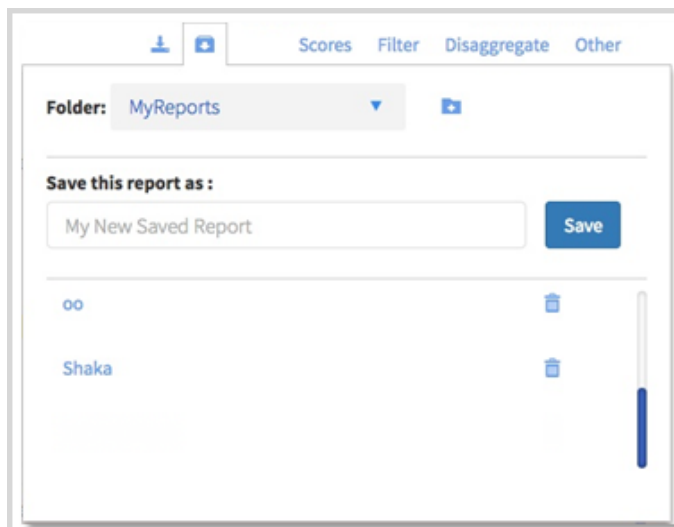 Scores Filter Disaggregate Other
Folder: MyReports
Save this report as :
My New Saved Report Save
oo
Shaka